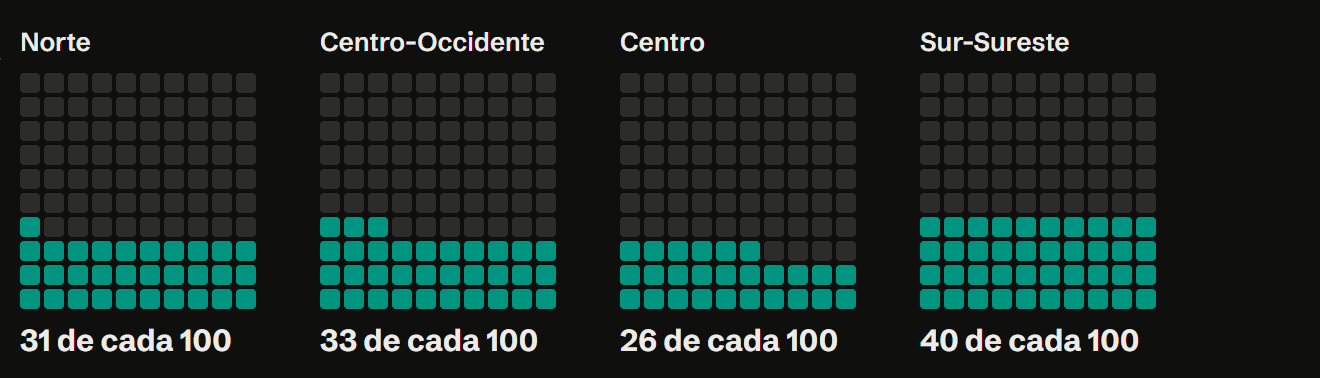 Norte
Centro-Occidente
Centro
Sur-Sureste
31 de cada 100
33 de cada 100
26 de cada 100
40 de cada 100